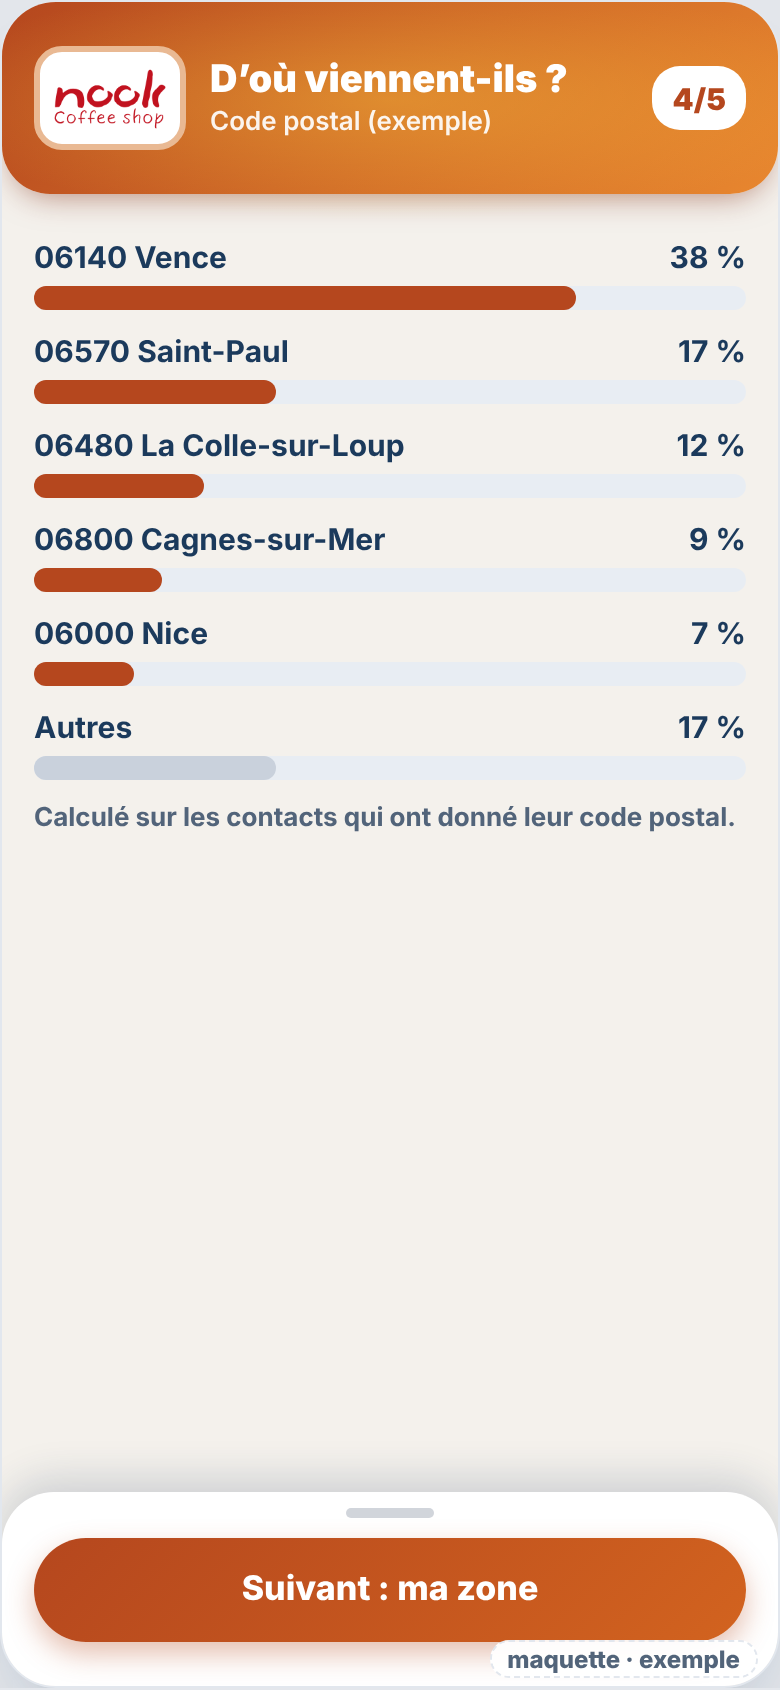 nook
Coffee shop
D’où viennent-ils ?
Code postal (exemple)
4/5
06140 Vence 38 %
06570 Saint-Paul 17 %
06480 La Colle-sur-Loup 12 %
06800 Cagnes-sur-Mer 9 %
06000 Nice 7 %
Autres 17 %
Calculé sur les contacts qui ont donné leur code postal.
Suivant : ma zone
maquette · exemple